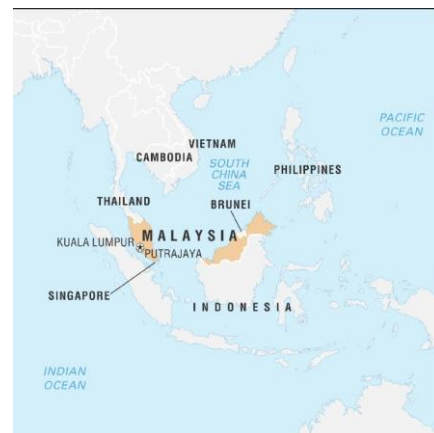 PACIFIC
OCEAN
VIETNAM
CAMBODIA
SOUTH
CHINA
SEA
PHILIPPINES
THAILAND
BRUNEI
MALAYSIA
KUALA LUMPUR
PUTRAJAYA
SINGAPORE
INDONESIA
INDIAN
OCEAN